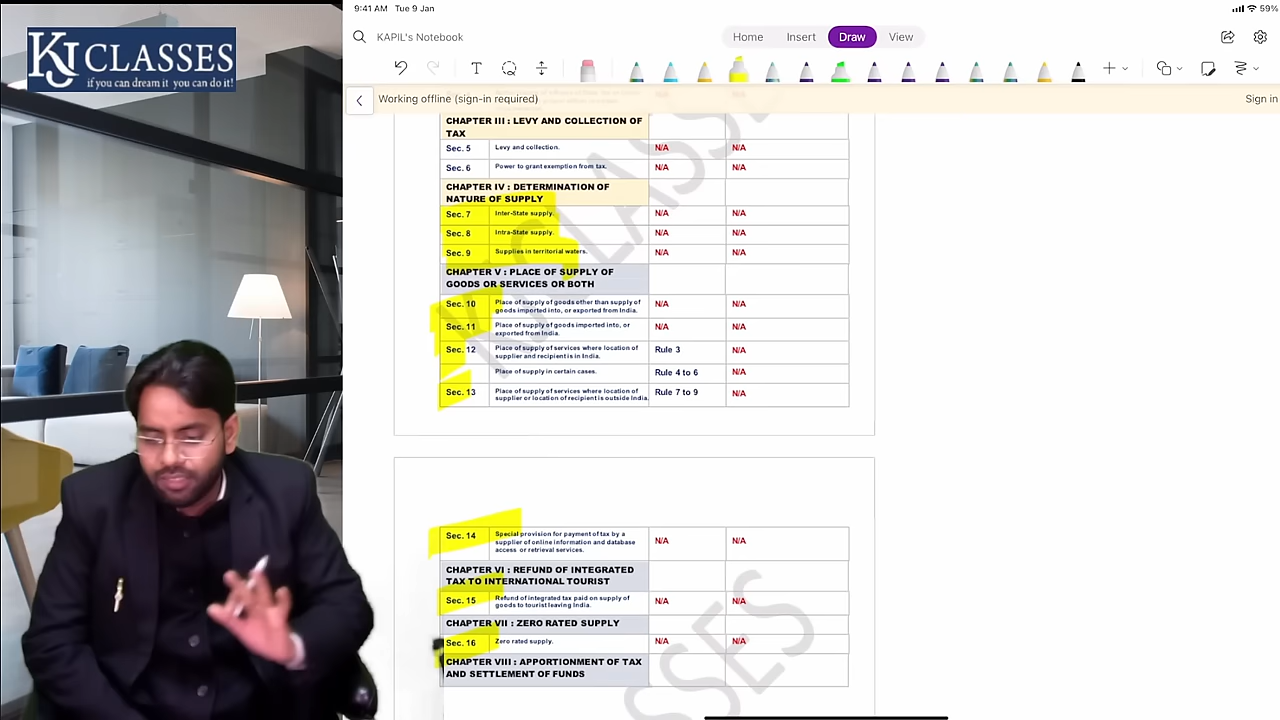 KJ CLASSES
if you can dream it you can do it!
9:41 AM Tue 9 Jan
59%
KAPIL's Notebook
Home Insert Draw View
Working offline (sign-in required)
Sign in
CHAPTER III : LEVY AND COLLECTION OF
TAX
Sec. 5 Levy and collection. N/A N/A
Sec. 6 Power to grant exemption from tax. N/A N/A
CHAPTER IV : DETERMINATION OF
NATURE OF SUPPLY
Sec. 7 Inter-State supply. N/A N/A
Sec. 8 Intra-State supply. N/A N/A
Sec. 9 Supplies in territorial waters. N/A N/A
CHAPTER V : PLACE OF SUPPLY OF
GOODS OR SERVICES OR BOTH
Sec. 10 Place of supply of goods other than supply of
goods imported into, or exported from India. N/A N/A
Sec. 11 Place of supply of goods imported into, or
exported from India. N/A N/A
Sec. 12 Place of supply of services where location of
supplier and recipient is in India. Rule 3 N/A
Place of supply in certain cases. Rule 4 to 6 N/A
Sec. 13 Place of supply of services where location of
supplier or location of recipient is outside India. Rule 7 to 9 N/A
Sec. 14 Special provision for payment of tax by a
supplier of online information and database
access or retrieval services. N/A N/A
CHAPTER VI : REFUND OF INTEGRATED
TAX TO INTERNATIONAL TOURIST
Sec. 15 Refund of integrated tax paid on supply of
goods to tourist leaving India. N/A N/A
CHAPTER VII : ZERO RATED SUPPLY
Sec. 16 Zero rated supply. N/A N/A
CHAPTER VIII : APPORTIONMENT OF TAX
AND SETTLEMENT OF FUNDS